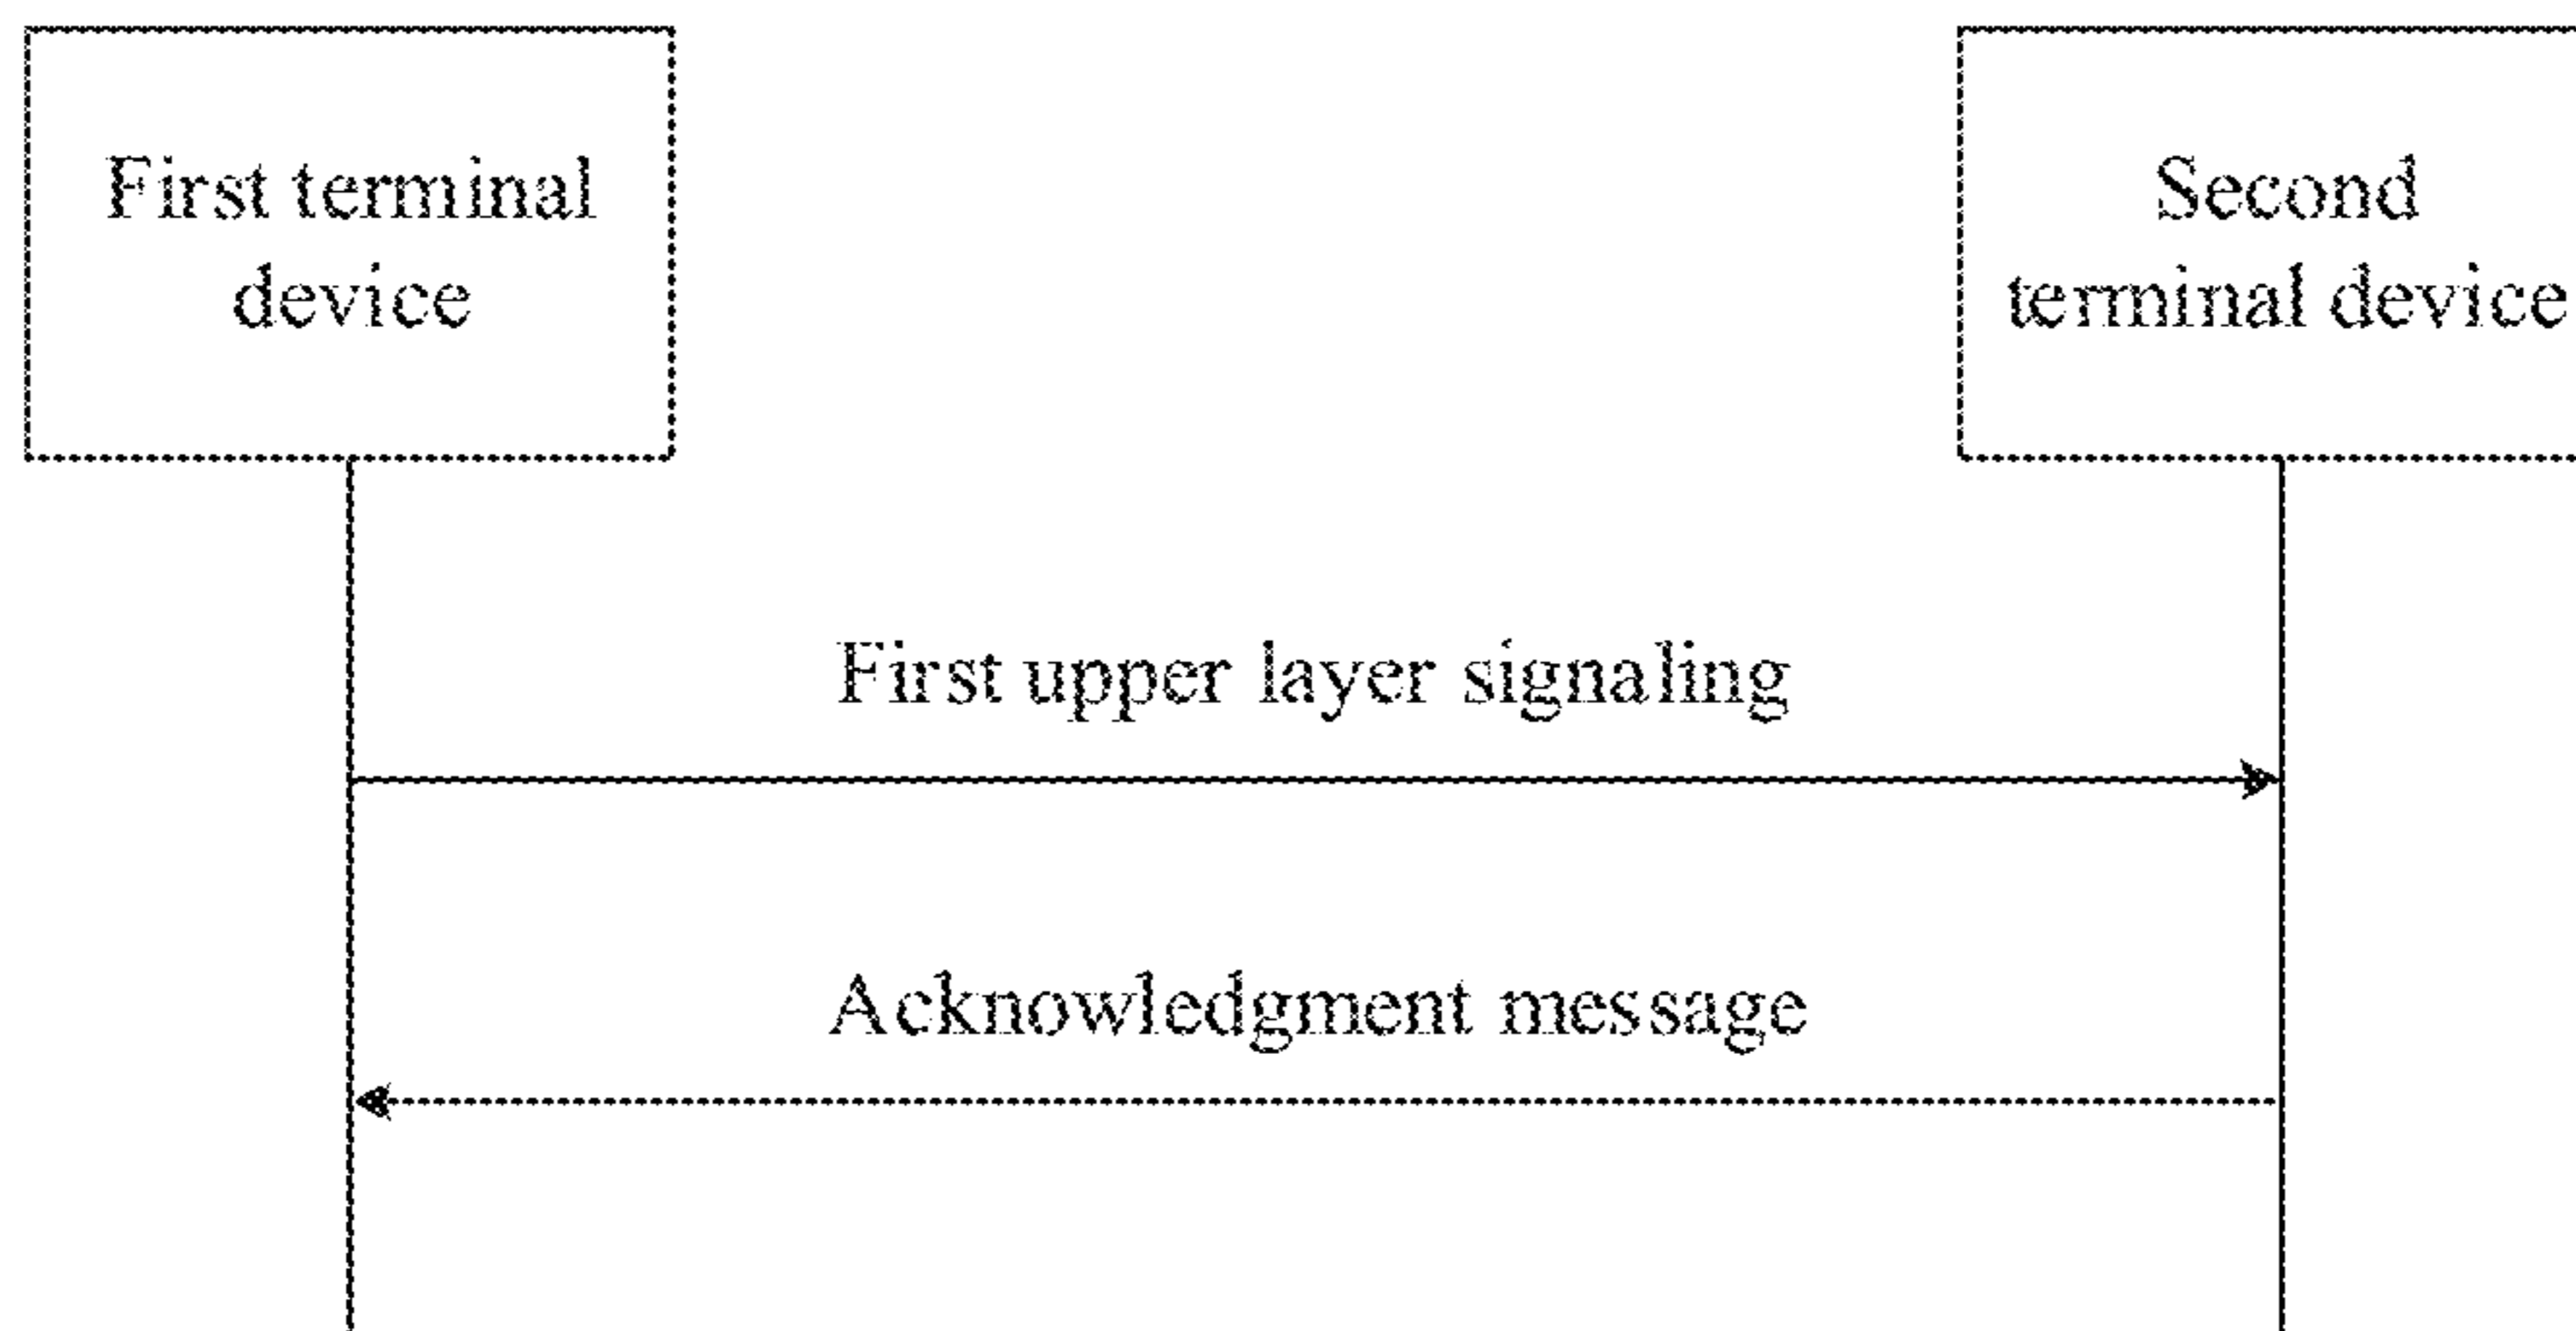 First terminal
device
Second
terminal device
First upper layer signaling
Acknowledgment message